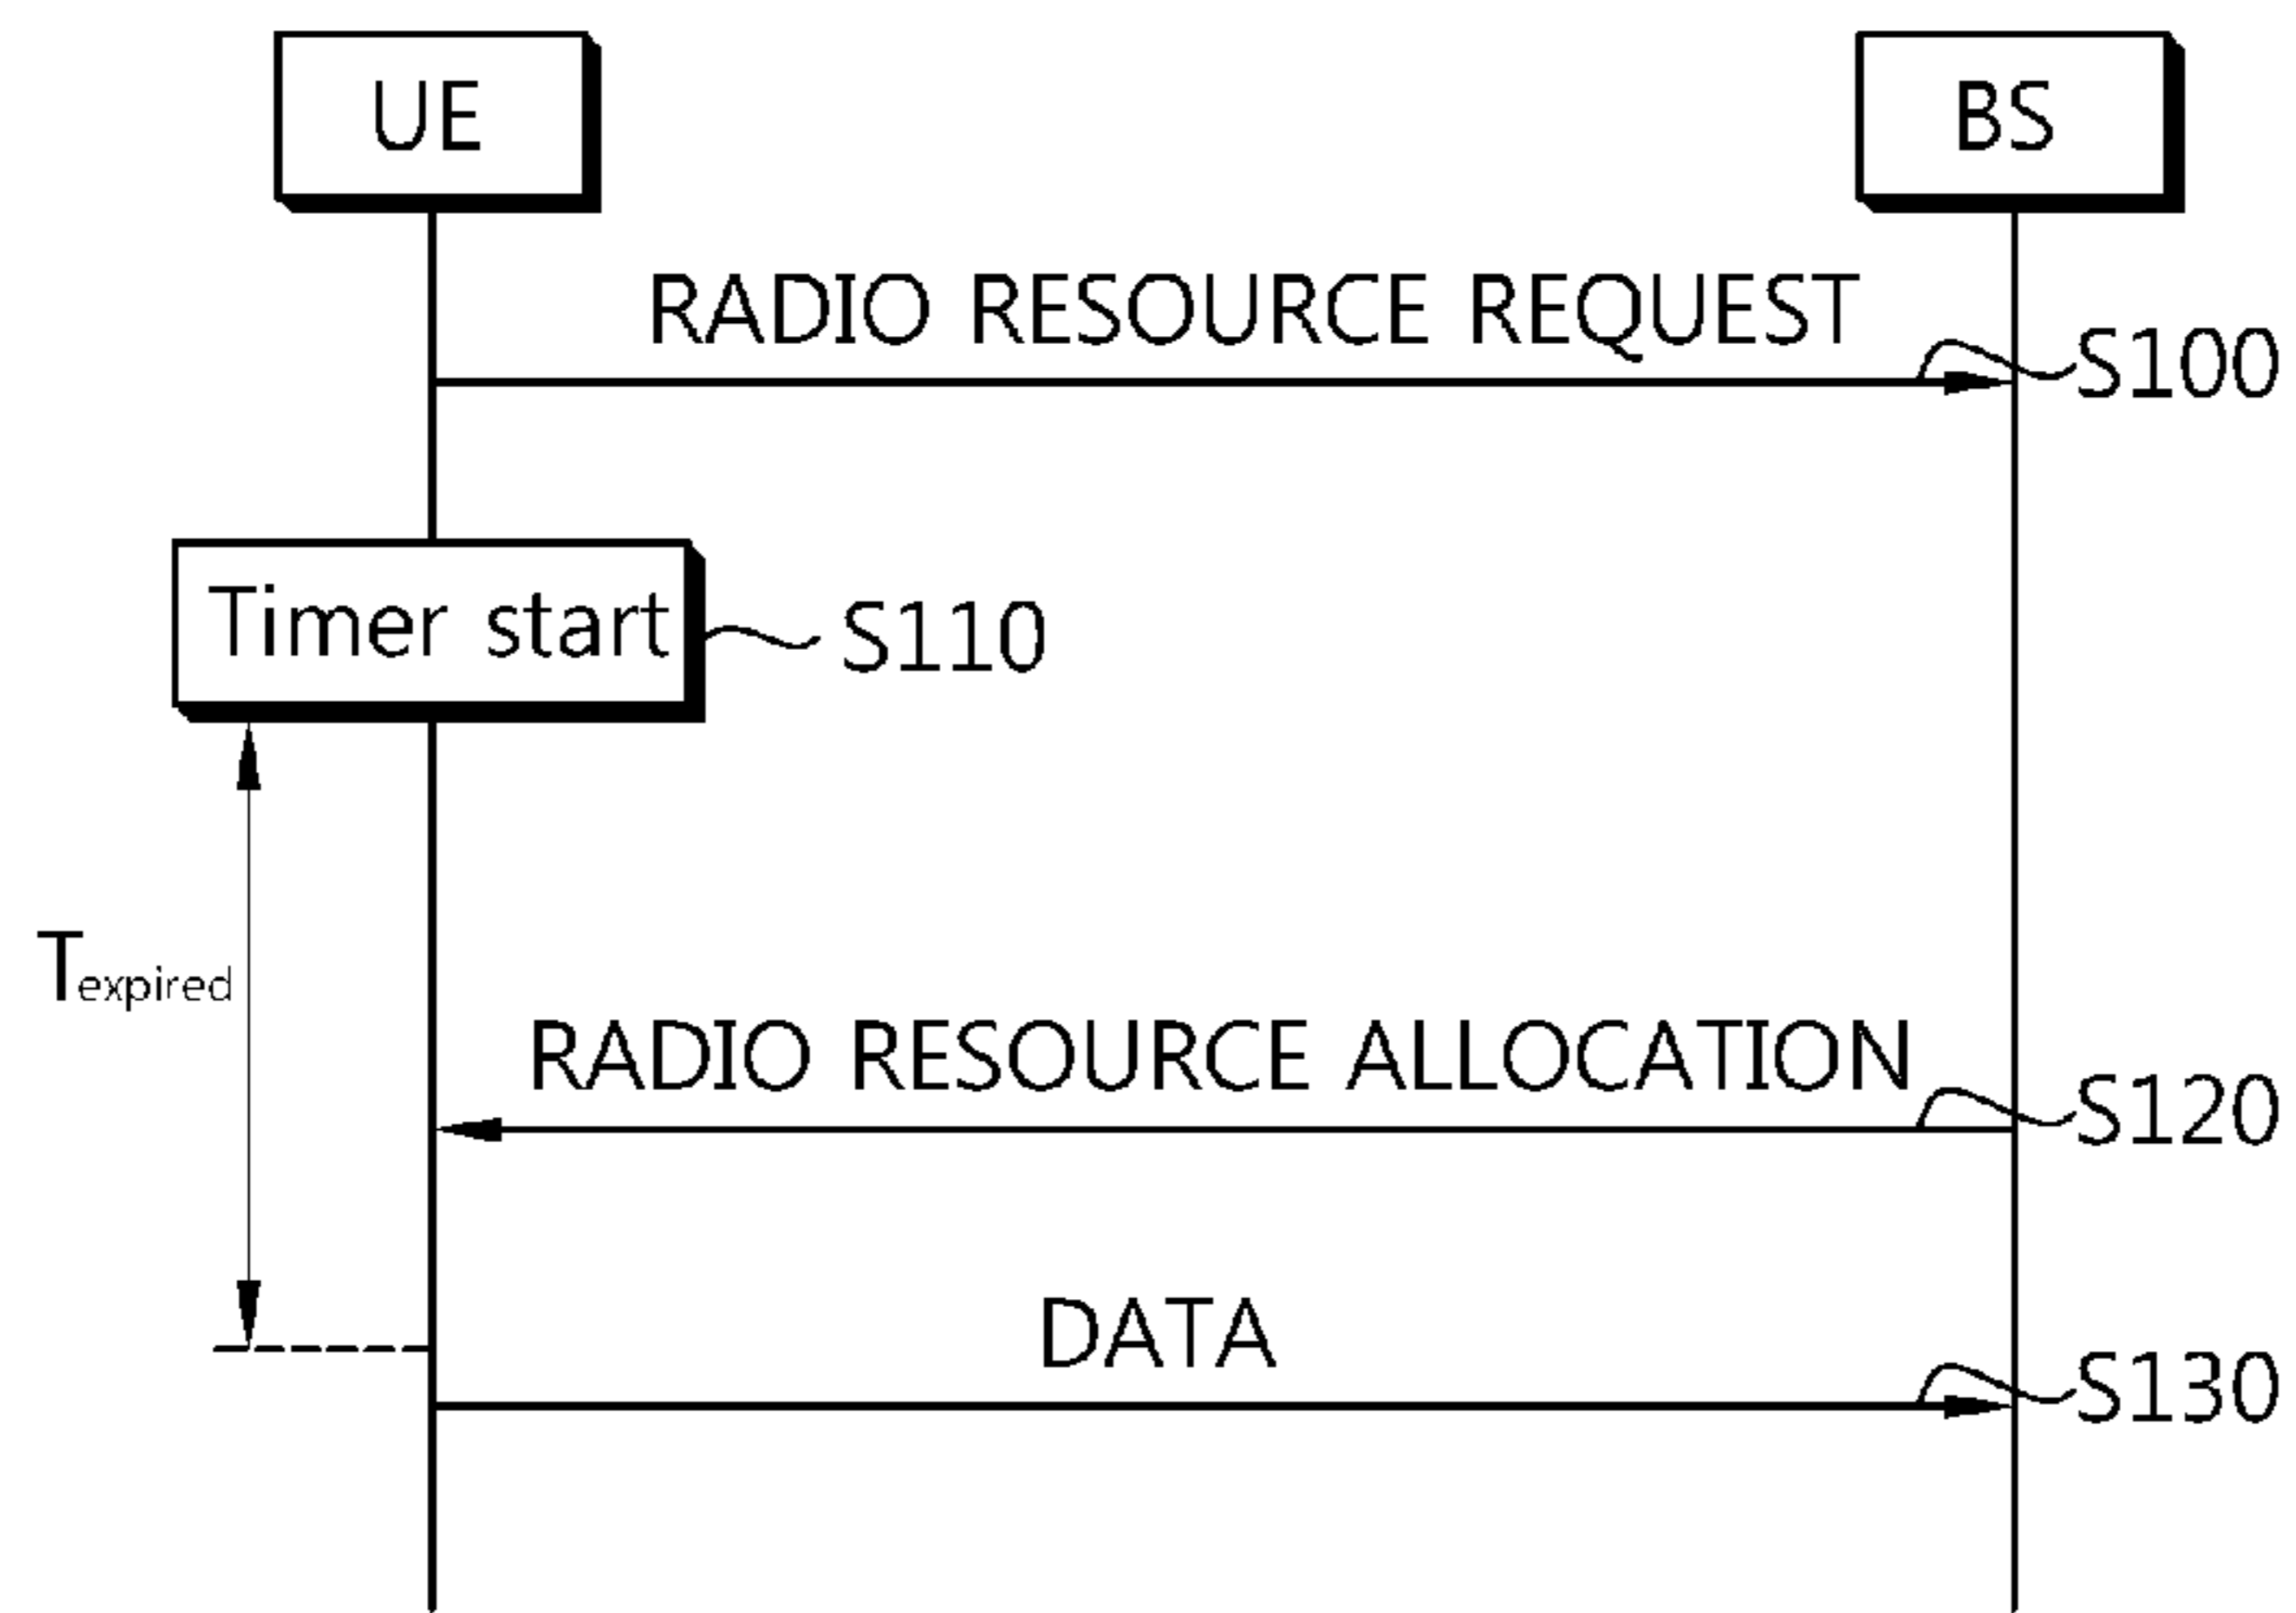 UE
BS
RADIO RESOURCE REQUEST
S100
Timer start
S110
Texpired
RADIO RESOURCE ALLOCATION
S120
DATA
S130